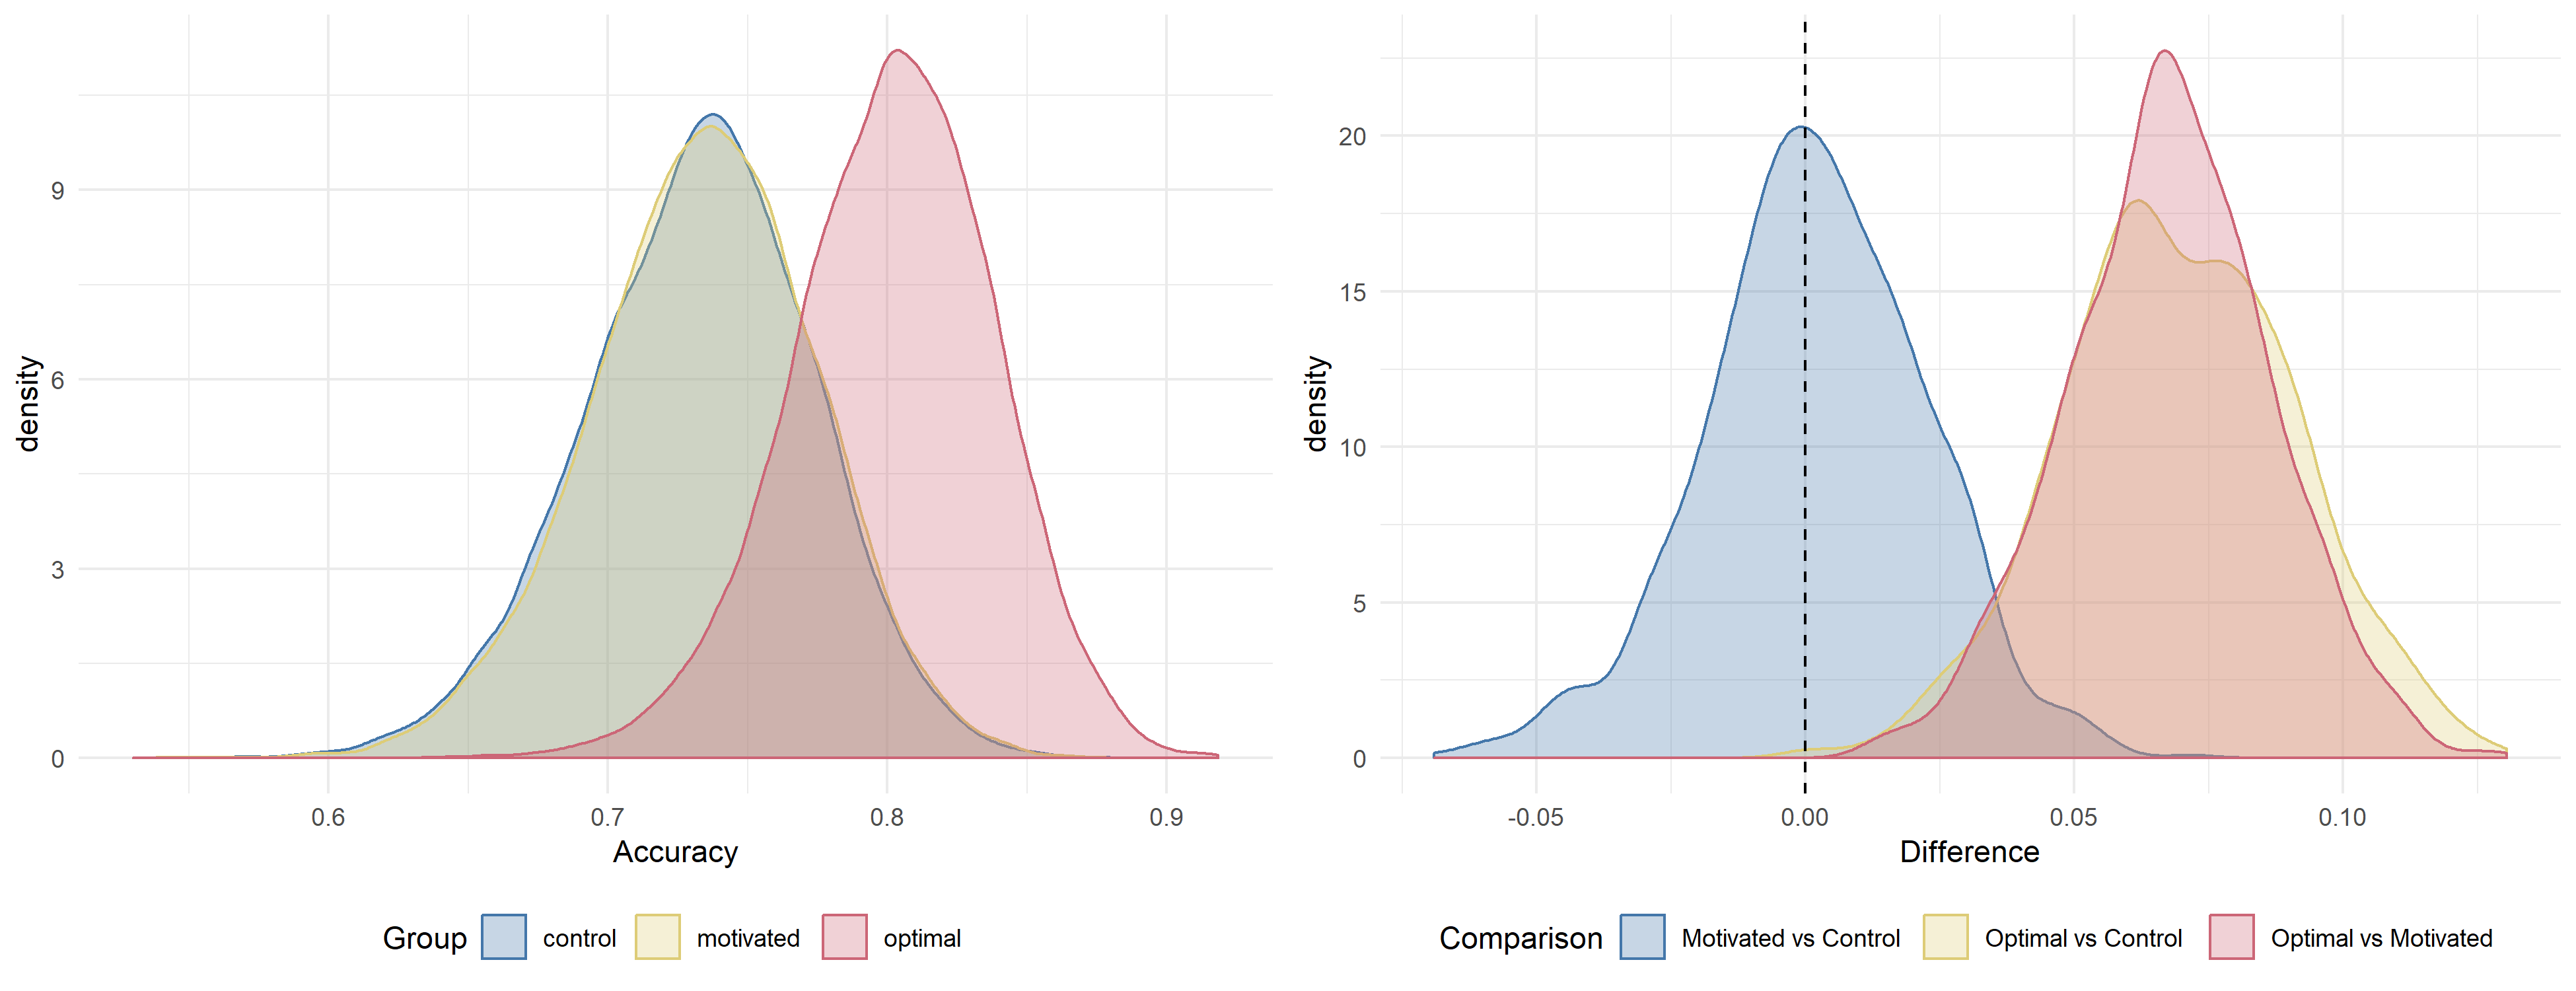 density
9
6
3
0
0.6 0.7 0.8 0.9
Accuracy
Group control motivated optimal
density
20
15
10
5
0
-0.05 0.00 0.05 0.10
Difference
Comparison Motivated vs Control Optimal vs Control Optimal vs Motivated